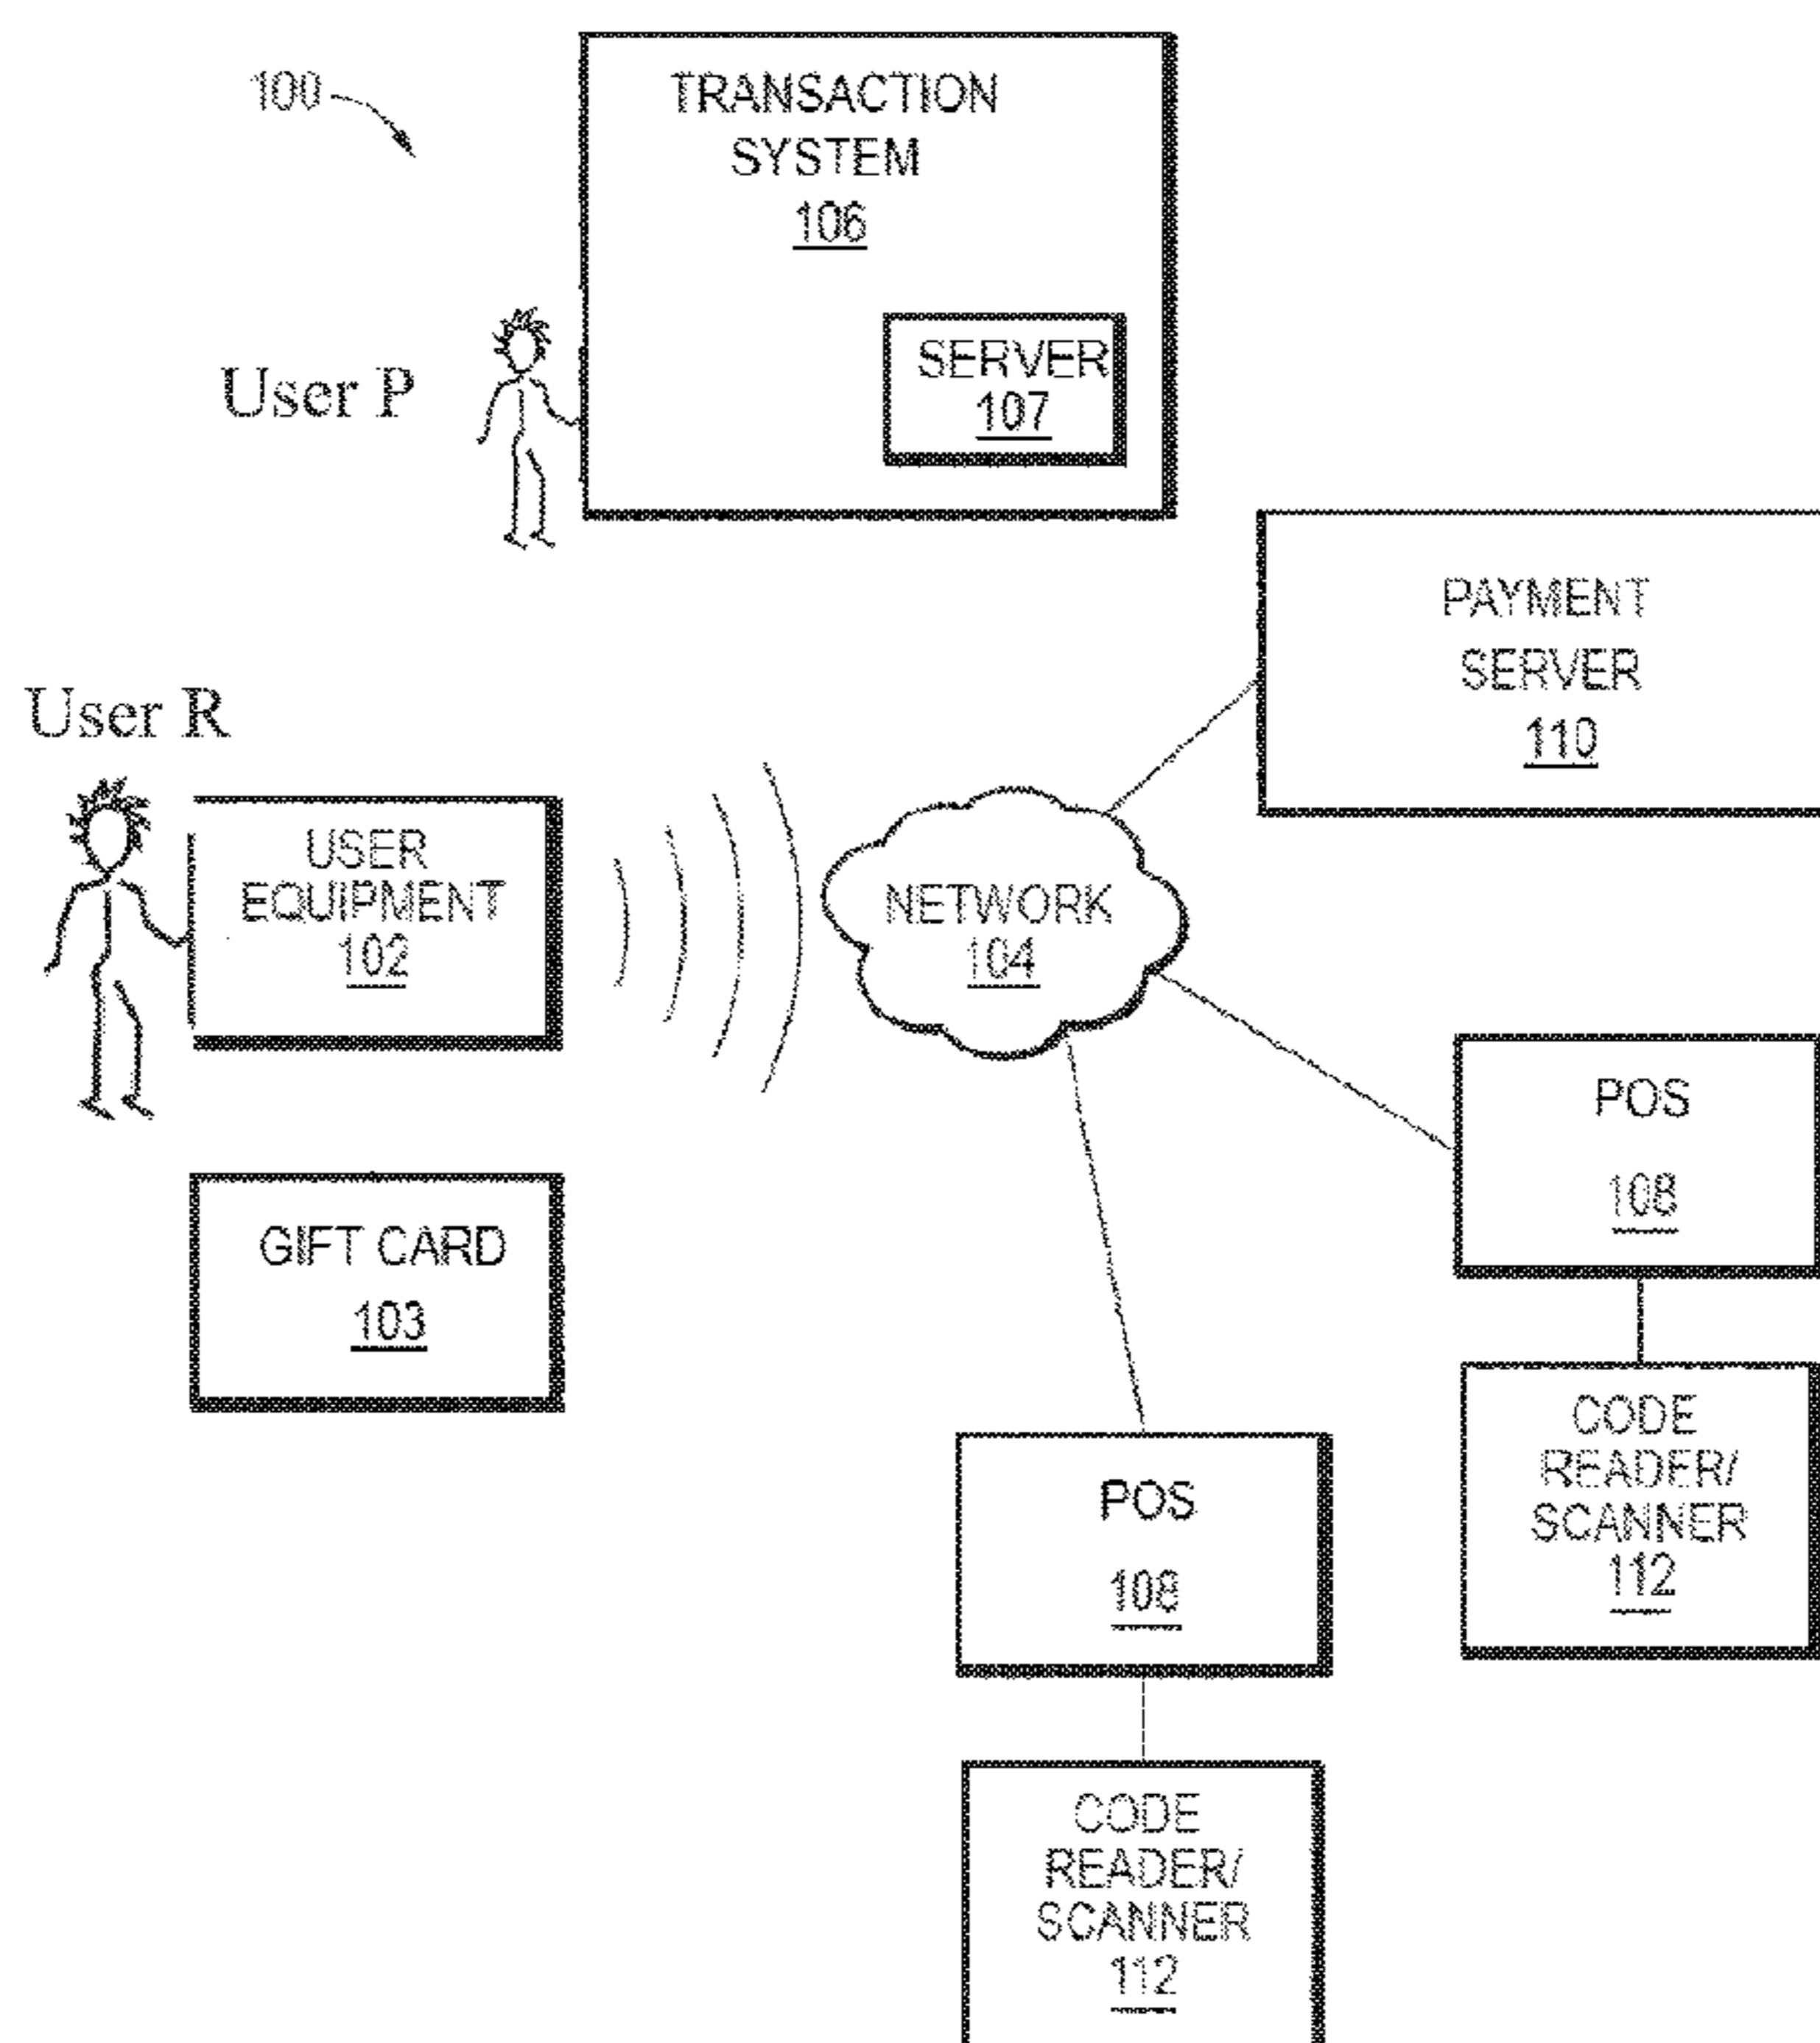 100
TRANSACTION
SYSTEM
106
SERVER
107
User P
PAYMENT
SERVER
110
User R
USER
EQUIPMENT
102
NETWORK
104
POS
108
GIFT CARD
103
CODE
READER/
SCANNER
112
POS
108
CODE
READER/
SCANNER
112